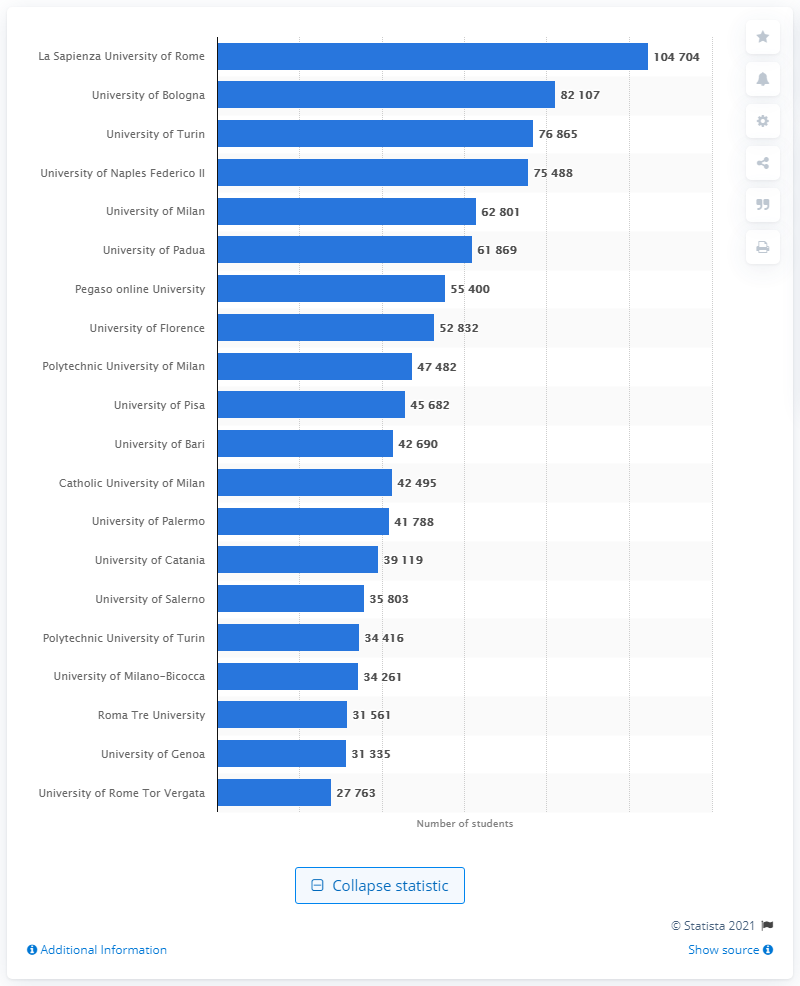 La Sapienza University of Rome 104 704
University of Bologna 82 107
University of Turin 76 865
University of Naples Federico II 75 488
University of Milan 62 801
University of Padua 61 869
Pegaso online University 55 400
University of Florence 52 832
Polytechnic University of Milan 47 482
University of Pisa 45 682
University of Bari 42 690
Catholic University of Milan 42 495
University of Palermo 41 788
University of Catania 39 119
University of Salerno 35 803
Polytechnic University of Turin 34 416
University of Milano-Bicocca 34 261
Roma Tre University 31 561
University of Genoa 31 335
University of Rome Tor Vergata 27 763
Number of students
Collapse statistic
© Statista 2021
Additional Information
Show source